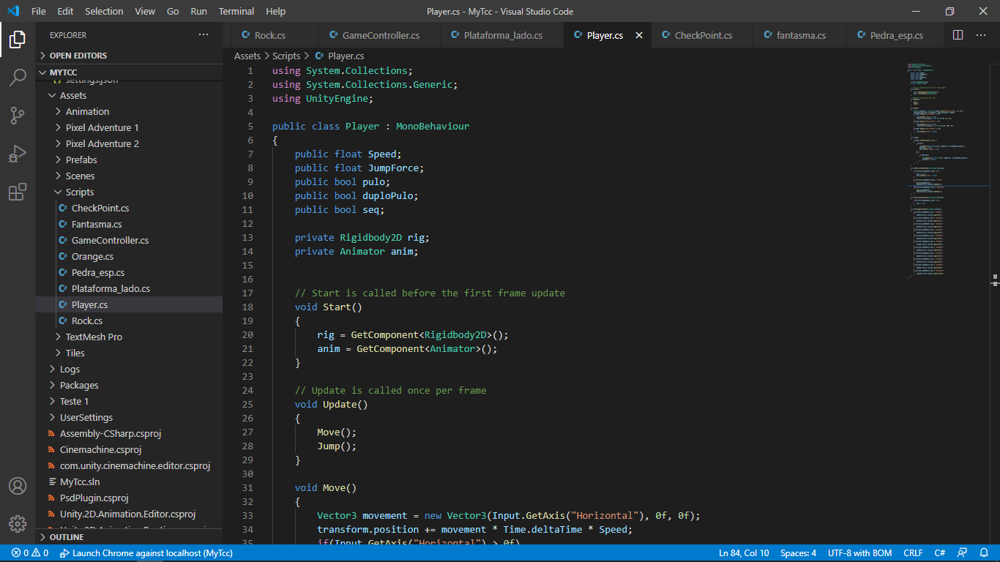 File Edit Selection View Go Run Terminal Help
Player.cs - MyTcc - Visual Studio Code
EXPLORER
OPEN EDITORS
MYTCC
settings.json
Assets
Animation
Pixel Adventure 1
Pixel Adventure 2
Prefabs
Scenes
Scripts
CheckPoint.cs
Fantasma.cs
GameController.cs
Orange.cs
Pedra_esp.cs
Plataforma_lado.cs
Player.cs
Rock.cs
TextMesh Pro
Tiles
Logs
Packages
Teste 1
UserSettings
Assembly-CSharp.csproj
Cinemachine.csproj
com.unity.cinemachine.editor.csproj
MyTcc.sln
PsdPlugin.csproj
Unity.2D.Animation.Editor.csproj
OUTLINE
Rock.cs GameController.cs Plataforma_lado.cs Player.cs CheckPoint.cs fantasma.cs Pedra_esp.cs
Assets > Scripts > Player.cs
1 using System.Collections;
2 using System.Collections.Generic;
3 using UnityEngine;
4
5 public class Player : MonoBehaviour
6 {
7 public float Speed;
8 public float JumpForce;
9 public bool pulo;
10 public bool duploPulo;
11 public bool seq;
12
13 private Rigidbody2D rig;
14 private Animator anim;
15
16
17 // Start is called before the first frame update
18 void Start()
19 {
20 rig = GetComponent<Rigidbody2D>();
21 anim = GetComponent<Animator>();
22 }
23
24 // Update is called once per frame
25 void Update()
26 {
27 Move();
28 Jump();
29 }
30
31 void Move()
32 {
33 Vector3 movement = new Vector3(Input.GetAxis("Horizontal"), 0f, 0f);
34 transform.position += movement * Time.deltaTime * Speed;
35 if(Input.GetAxis("Horizontal") > 0f)
0 0 Launch Chrome against localhost (MyTcc)
Ln 84, Col 10 Spaces: 4 UTF-8 with BOM CRLF C#